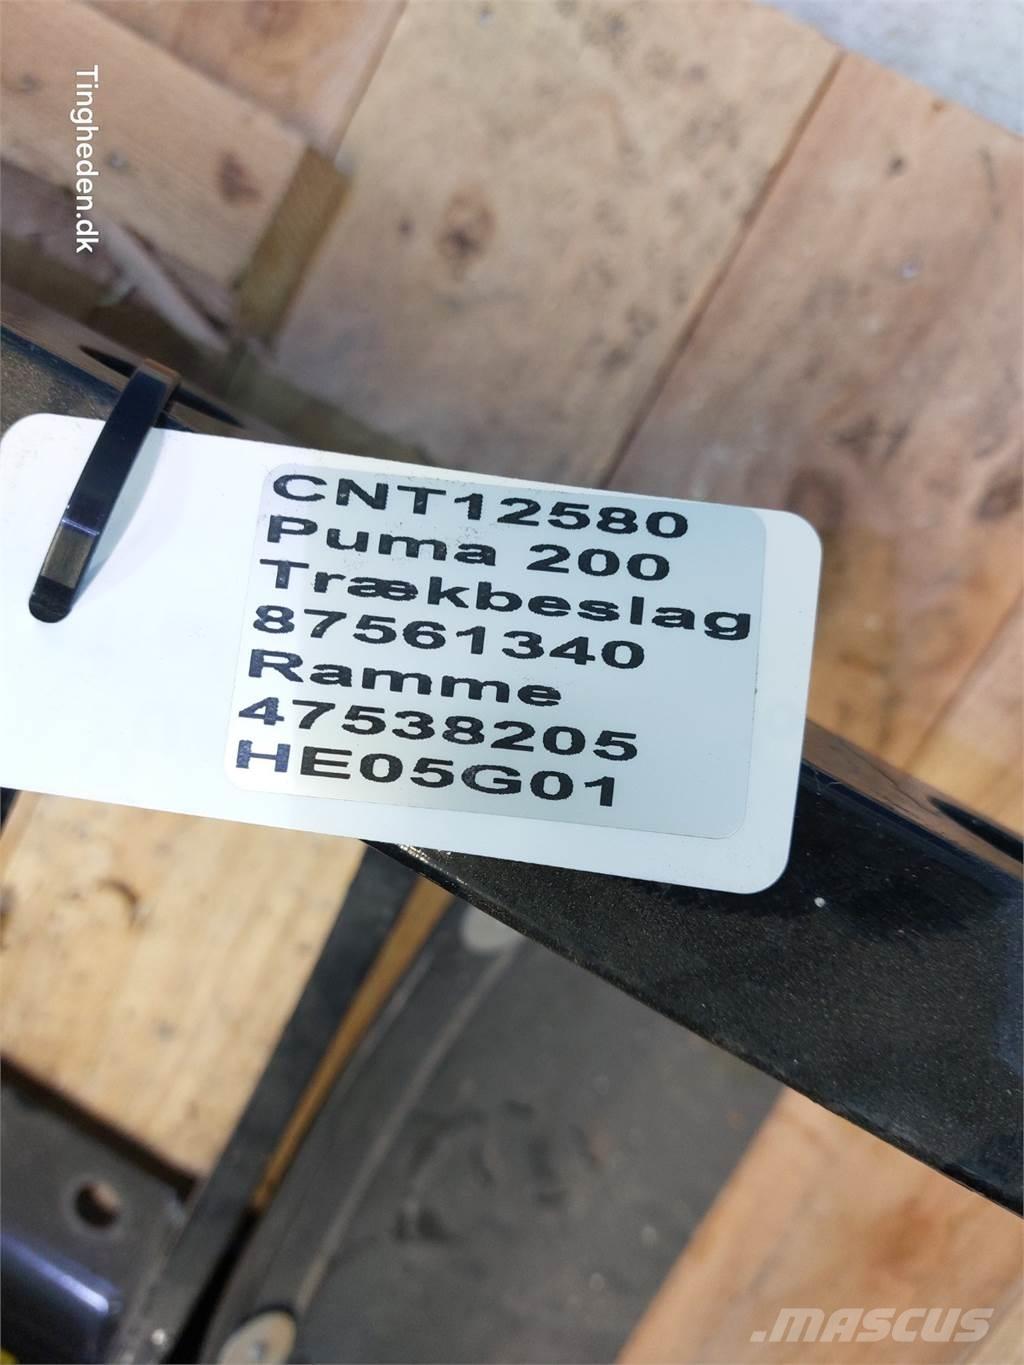 Tingheden.dk
CNT12580
Puma 200
Trækbeslag
87561340
Ramme
47538205
HE05G01
.MASCUS